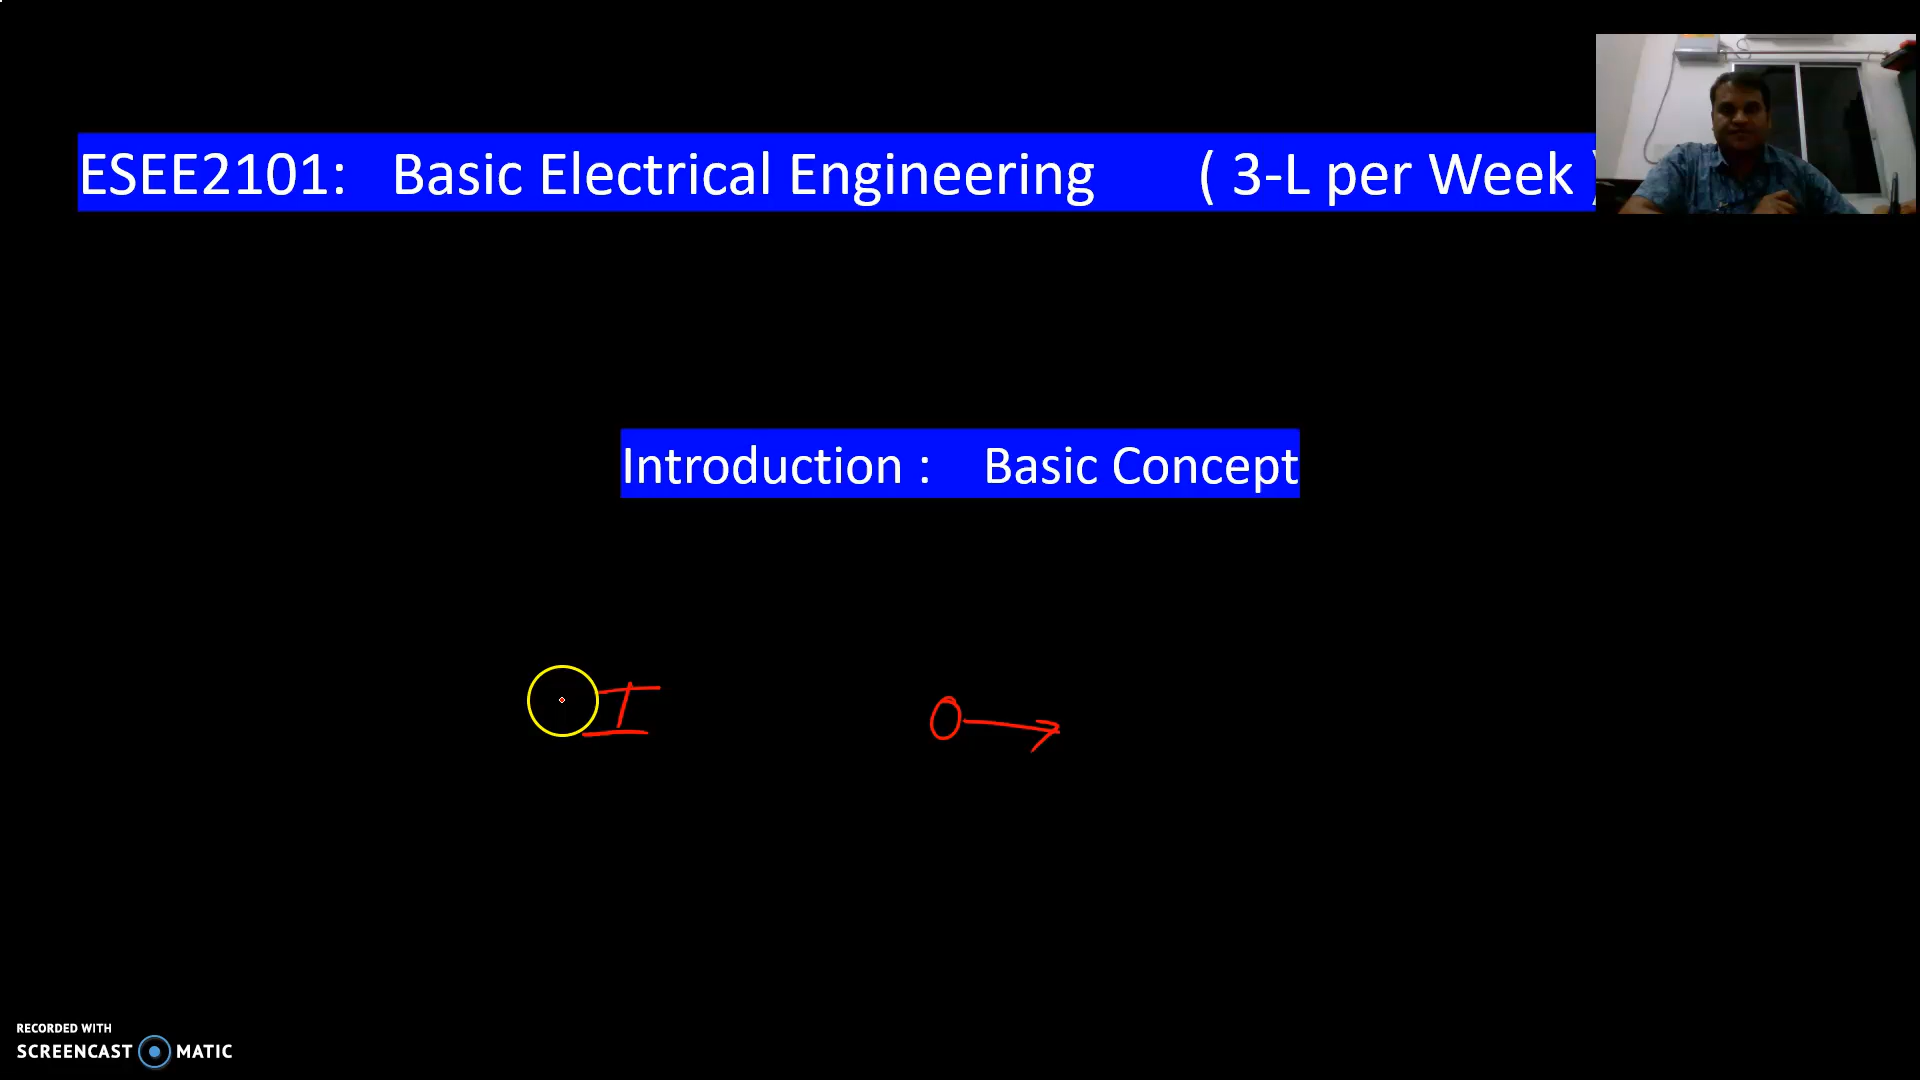 ESEE2101: Basic Electrical Engineering ( 3-L per Week )
Introduction : Basic Concept
I O
RECORDED WITH
SCREENCAST MATIC